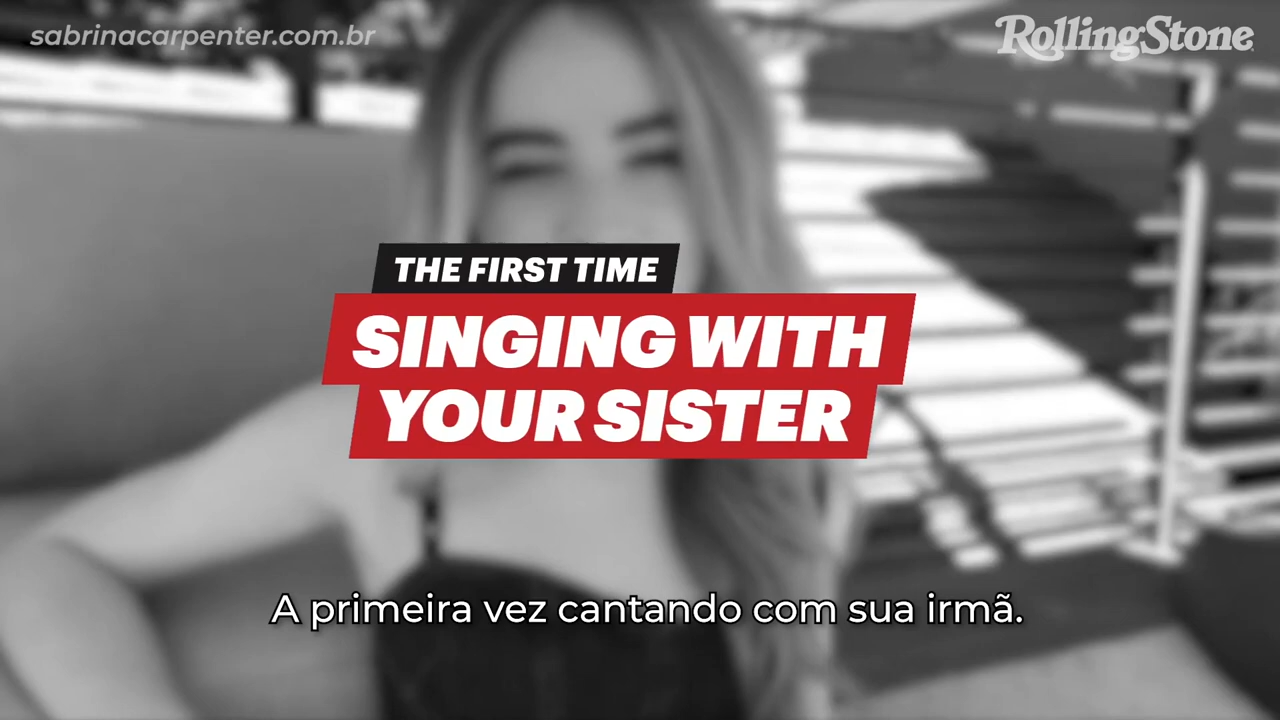 sabrinacarpenter.com.br
RollingStone
THE FIRST TIME
SINGING WITH
YOUR SISTER
A primeira vez cantando com sua irmã.